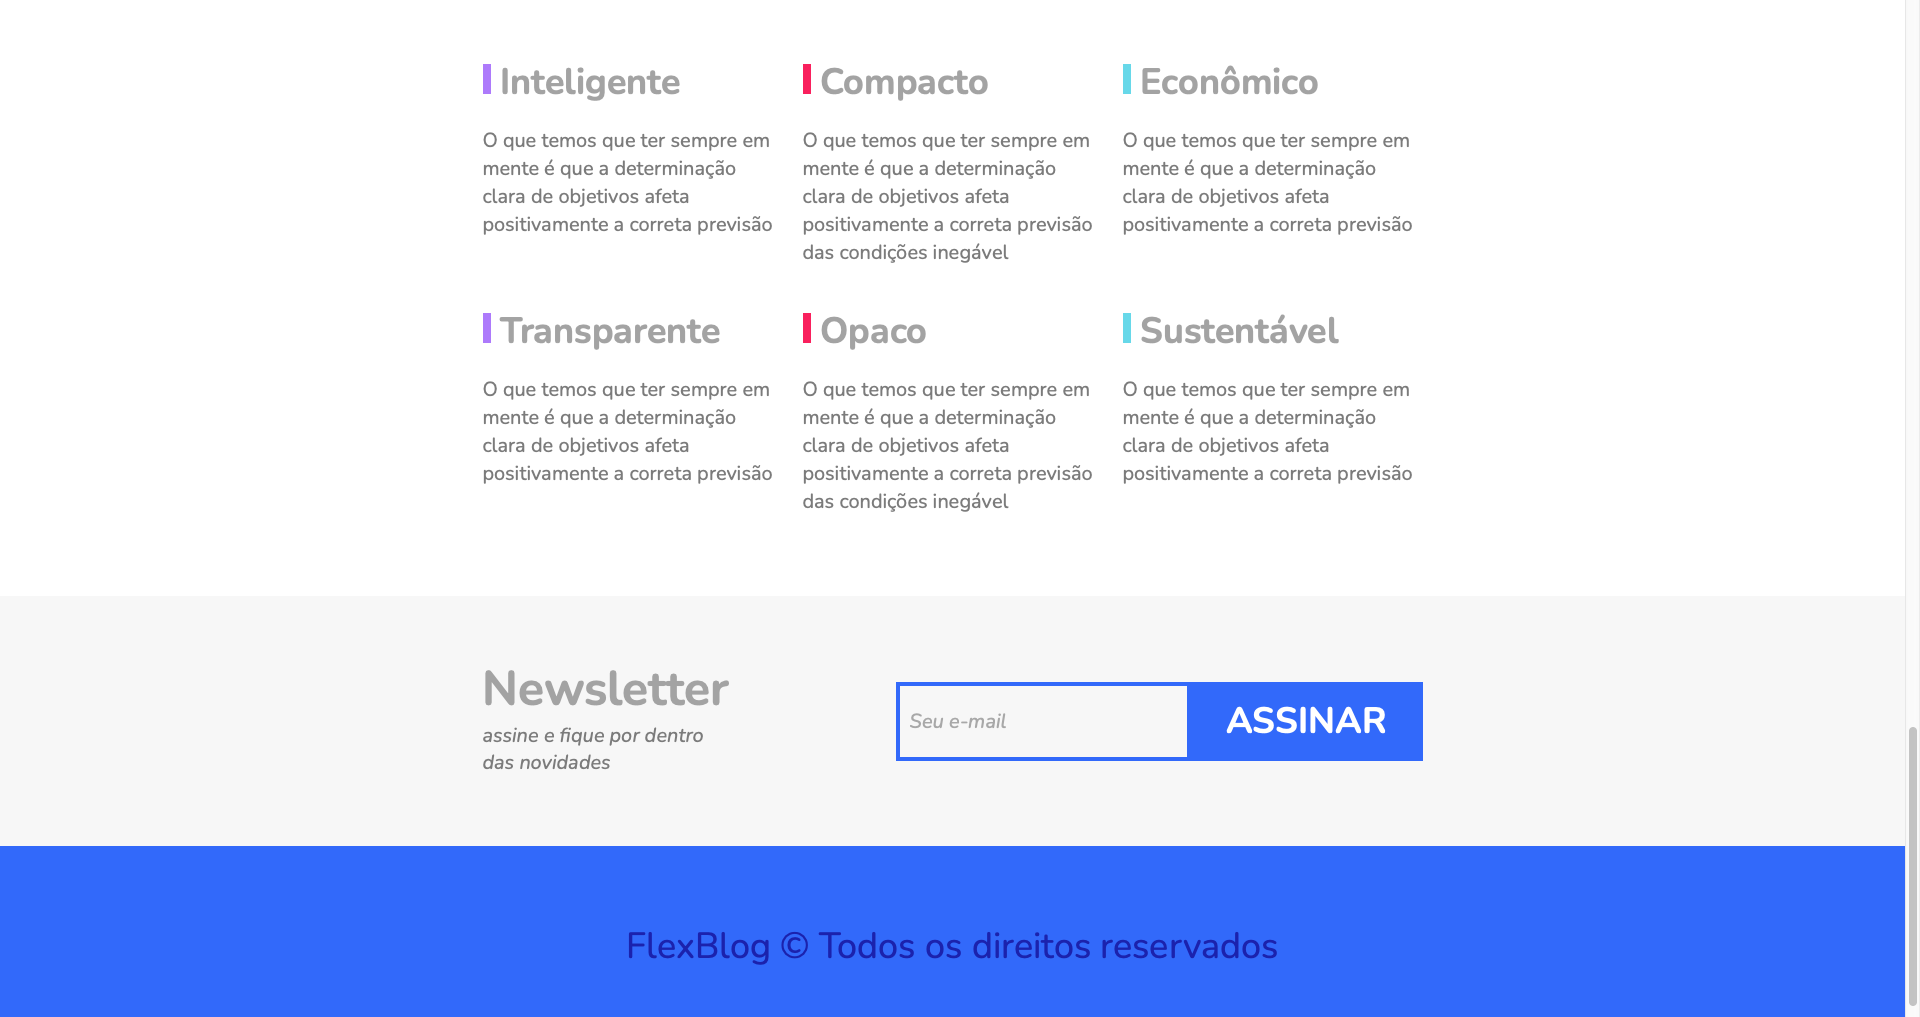 Inteligente
O que temos que ter sempre em
mente é que a determinação
clara de objetivos afeta
positivamente a correta previsão
Compacto
O que temos que ter sempre em
mente é que a determinação
clara de objetivos afeta
positivamente a correta previsão
das condições inegável
Econômico
O que temos que ter sempre em
mente é que a determinação
clara de objetivos afeta
positivamente a correta previsão
Transparente
O que temos que ter sempre em
mente é que a determinação
clara de objetivos afeta
positivamente a correta previsão
Opaco
O que temos que ter sempre em
mente é que a determinação
clara de objetivos afeta
positivamente a correta previsão
das condições inegável
Sustentável
O que temos que ter sempre em
mente é que a determinação
clara de objetivos afeta
positivamente a correta previsão
Newsletter
assine e fique por dentro
das novidades
Seu e-mail
ASSINAR
FlexBlog © Todos os direitos reservados